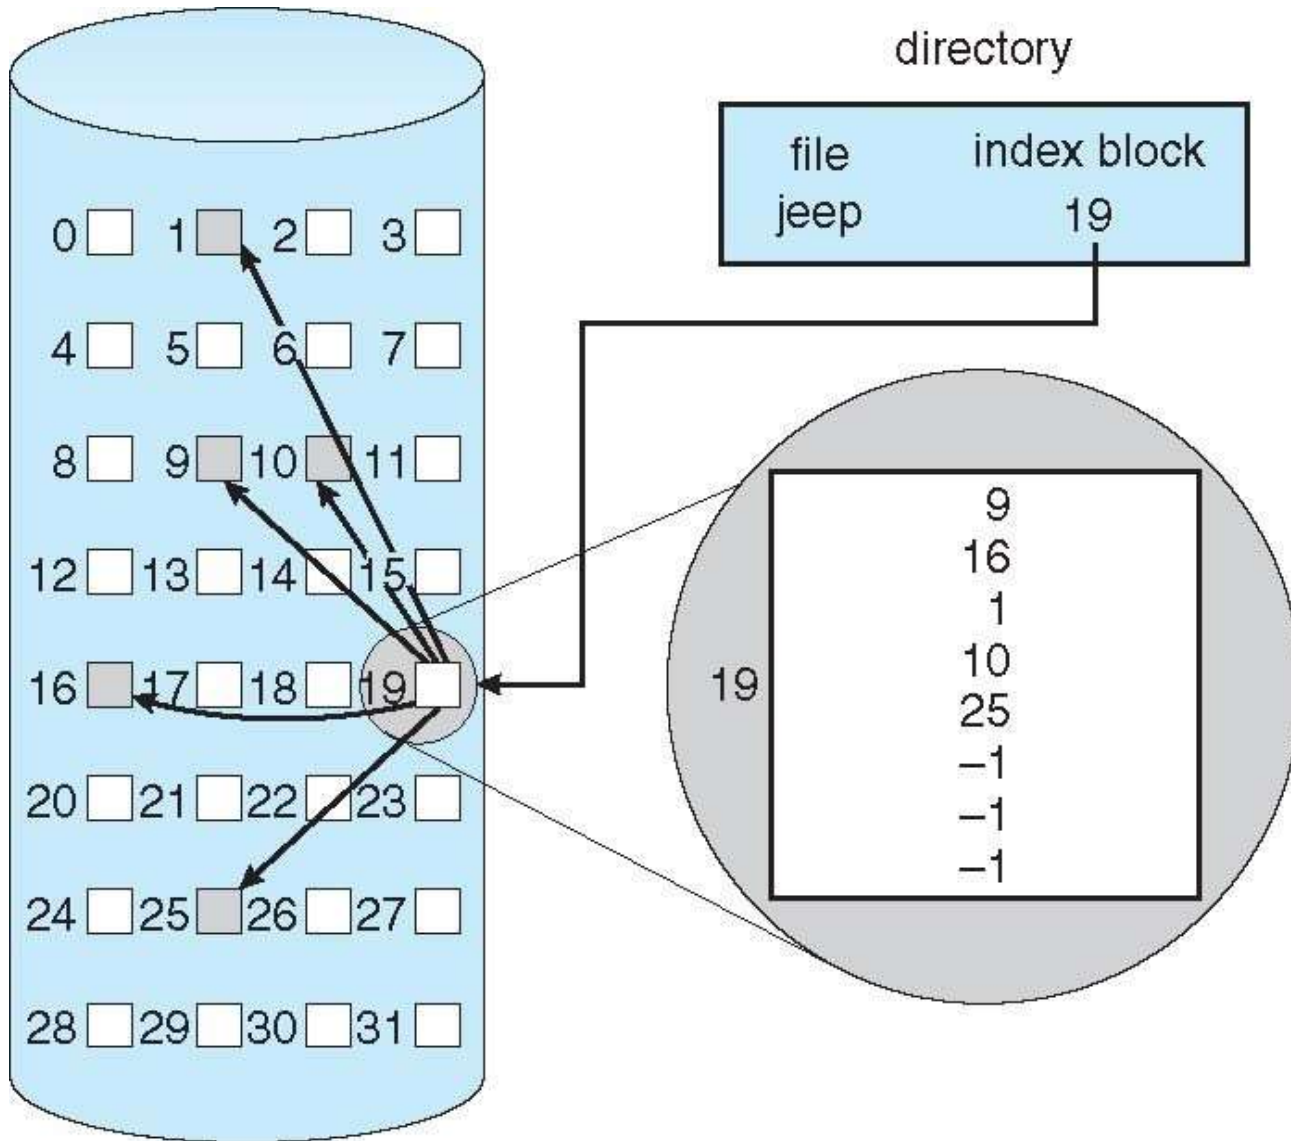 directory
file index block
jeep 19
0 1 2 3
4 5 6 7
8 9 10 11
12 13 14 15
16 17 18 19
20 21 22 23
24 25 26 27
28 29 30 31
19
9
16
1
10
25
–1
–1
–1